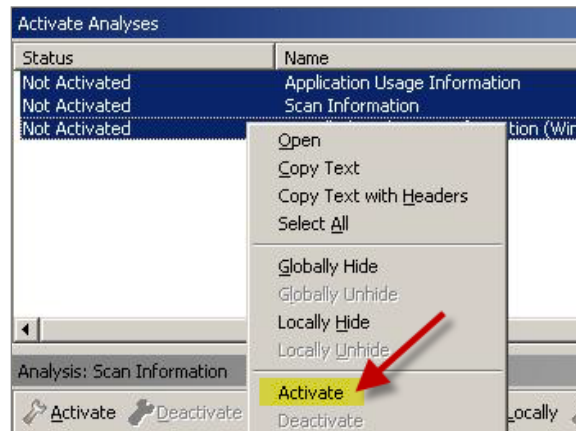 Activate Analyses
Status Name
Not Activated Application Usage Information
Not Activated Scan Information
Not Activated tion (Win
Open
Copy Text
Copy Text with Headers
Select All
Globally Hide
Globally Unhide
Locally Hide
Locally Unhide
Analysis: Scan Information
Activate
Activate Deactivate Locally
Deactivate